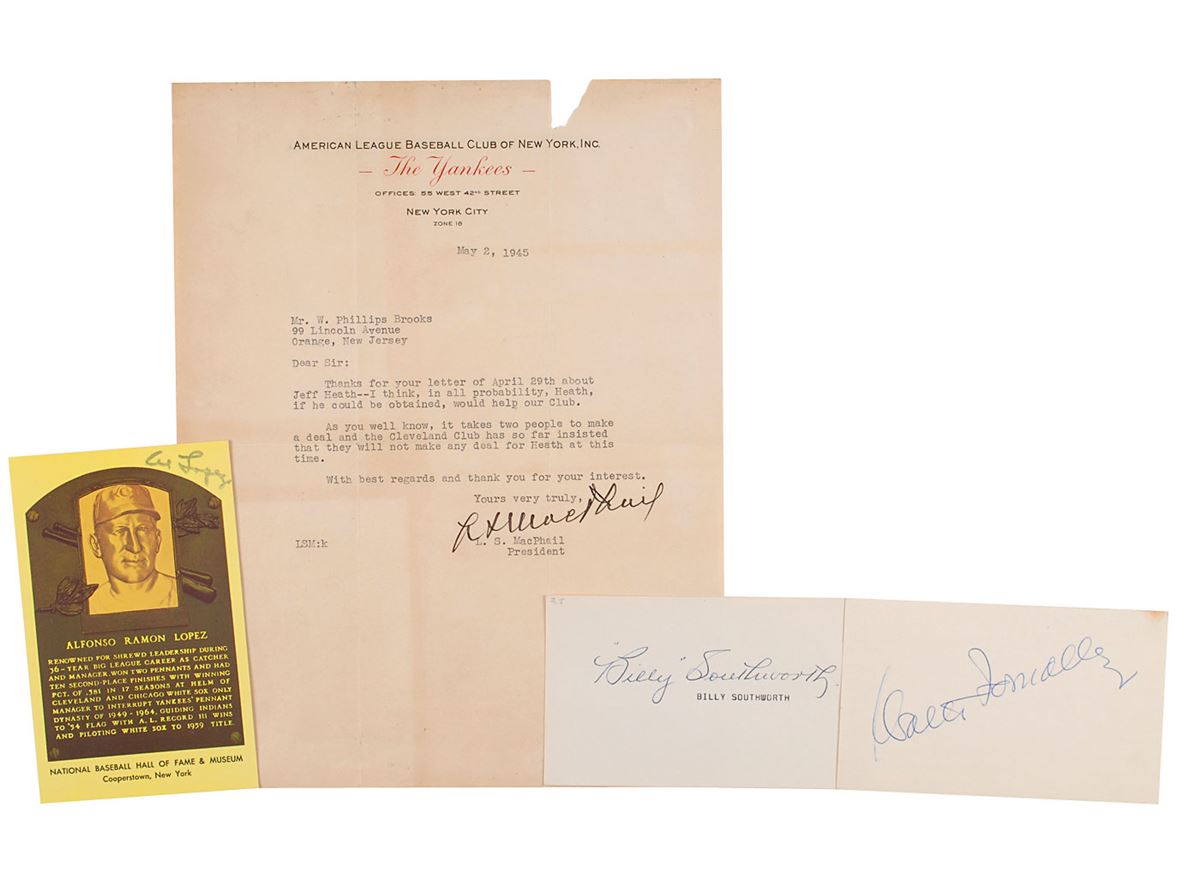 AMERICAN LEAGUE BASEBALL CLUB OF NEW YORK, INC.
— The Yankees —
OFFICES: 55 WEST 42ND STREET
NEW YORK CITY
ZONE 18
May 2, 1945
Mr. W. Phillips Brooks
99 Lincoln Avenue
Orange, New Jersey
Dear Sir:
Thanks for your letter of April 29th about
Jeff Heath--I think, in all probability, Heath,
if he could be obtained, would help our Club.
As you well know, it takes two people to make
a deal and the Cleveland Club has so far insisted
that they will not make any deal for Heath at this
time.
With best regards and thank you for your interest.
Yours very truly,
LSMacPhail
LSM:k
L. S. MacPhail
President
Al Lopez
ALFONSO RAMON LOPEZ
RENOWNED FOR SHREWD LEADERSHIP DURING
36-YEAR BIG LEAGUE CAREER AS CATCHER
AND MANAGER. WON TWO PENNANTS AND HAD
TEN SECOND-PLACE FINISHES WITH WINNING
PCT. OF .581 IN 17 SEASONS AT HELM OF
CLEVELAND AND CHICAGO WHITE SOX ONLY
MANAGER TO INTERRUPT YANKEES' PENNANT
DYNASTY OF 1949-1964, GUIDING INDIANS
TO '54 FLAG WITH A. L. RECORD 111 WINS
AND PILOTING WHITE SOX TO 1959 TITLE.
NATIONAL BASEBALL HALL OF FAME & MUSEUM
Cooperstown, New York
"Billy" Southworth
BILLY SOUTHWORTH